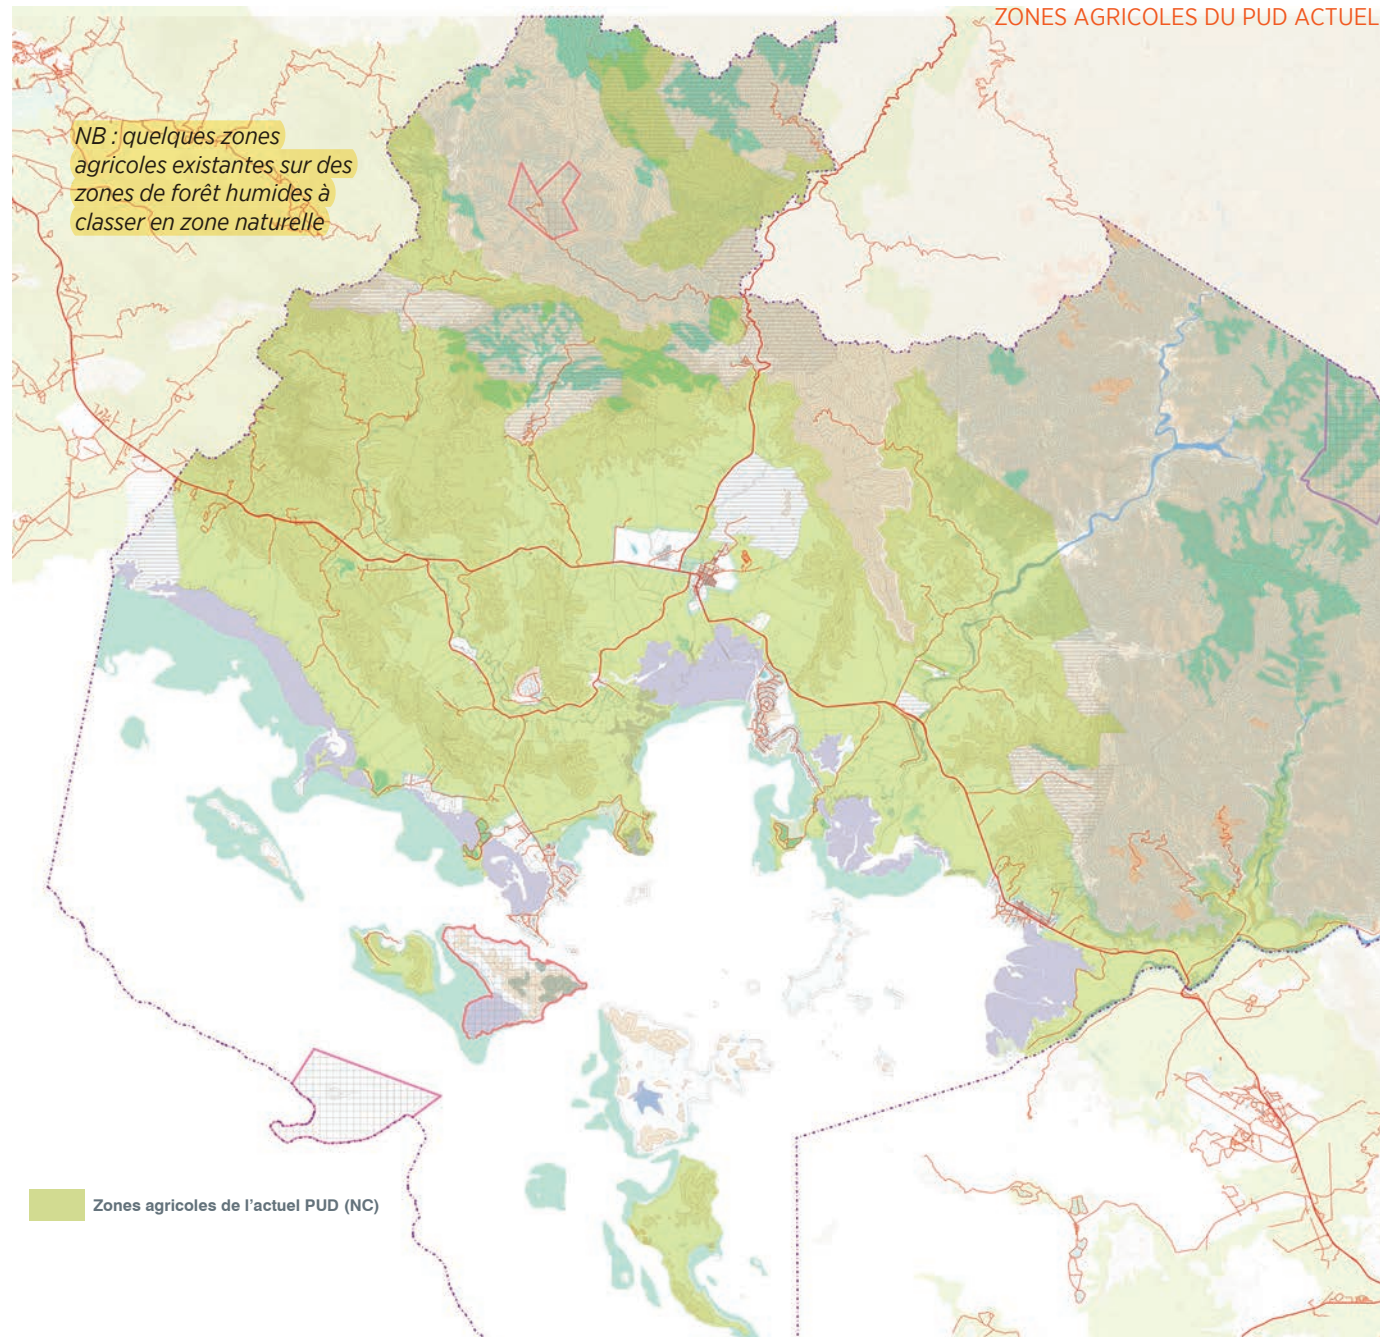 ZONES AGRICOLES DU PUD ACTUEL
NB : quelques zones
agricoles existantes sur des
zones de forêt humides à
classer en zone naturelle
Zones agricoles de l'actuel PUD (NC)